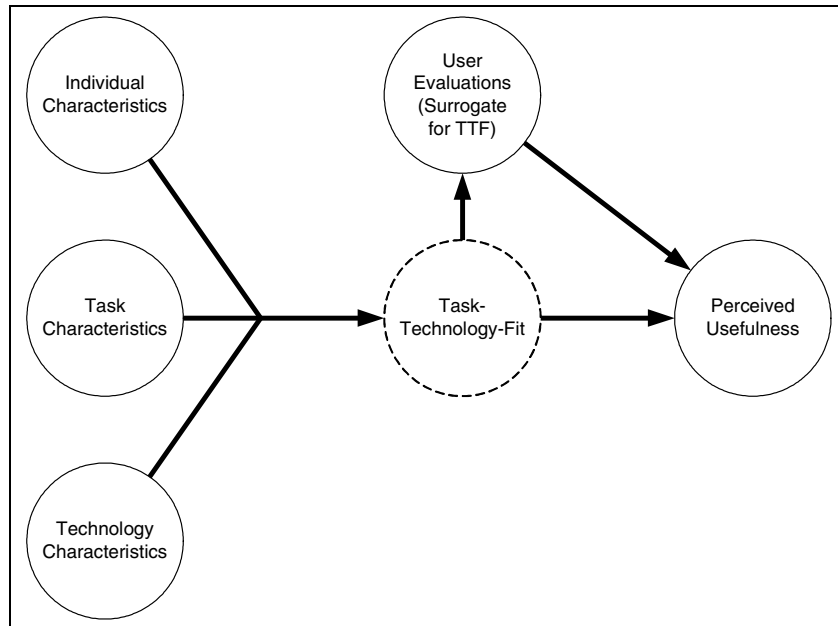 Individual
Characteristics
User
Evaluations
(Surrogate
for TTF)
Task
Characteristics
Task-
Technology-Fit
Perceived
Usefulness
Technology
Characteristics